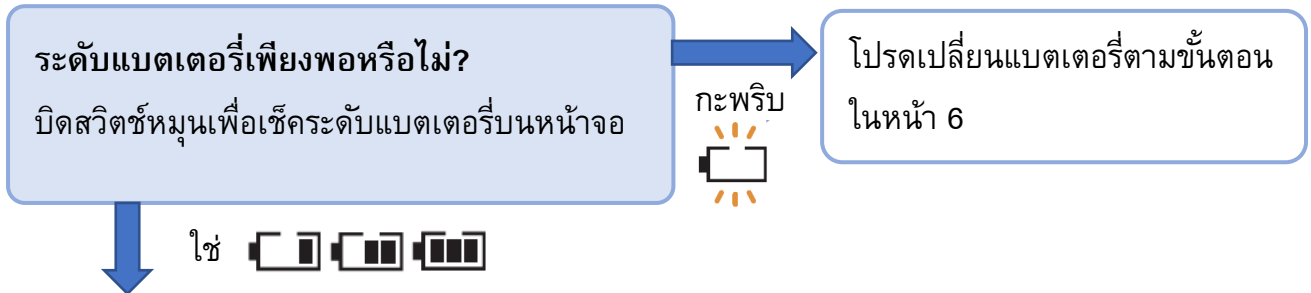 ระดับแบตเตอรี่เพียงพอหรือไม่?
บิดสวิตช์หมุนเพื่อเช็คระดับแบตเตอรี่บนหน้าจอ
กะพริบ
โปรดเปลี่ยนแบตเตอรี่ตามขั้นตอน
ในหน้า 6
ใช่